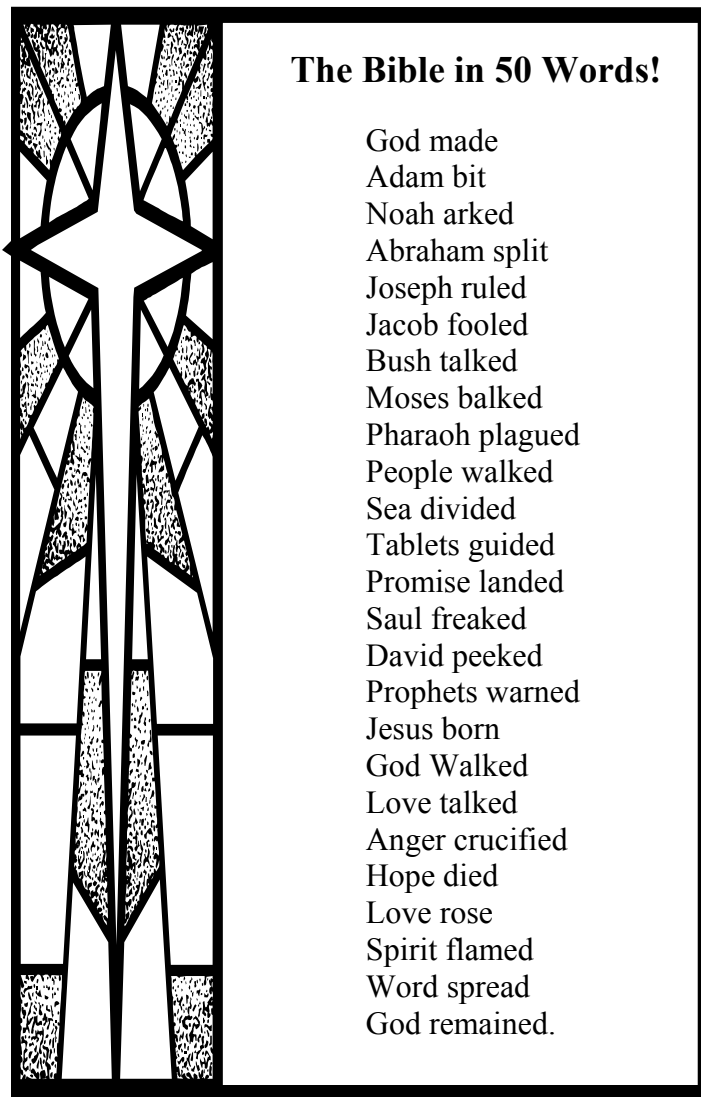 The Bible in 50 Words!
God made
Adam bit
Noah arked
Abraham split
Joseph ruled
Jacob fooled
Bush talked
Moses balked
Pharaoh plagued
People walked
Sea divided
Tablets guided
Promise landed
Saul freaked
David peeked
Prophets warned
Jesus born
God Walked
Love talked
Anger crucified
Hope died
Love rose
Spirit flamed
Word spread
God remained.